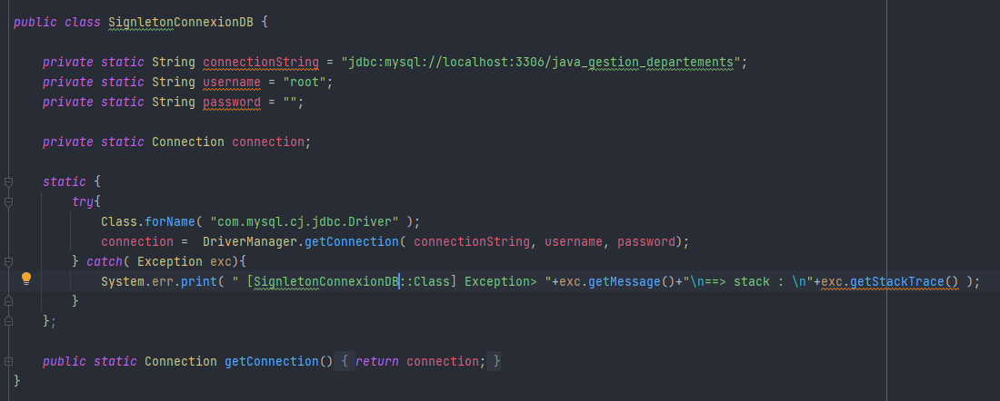 public class SignletonConnexionDB {
private static String connectionString = "jdbc:mysql://localhost:3306/java_gestion_departements";
private static String username = "root";
private static String password = "";
private static Connection connection;
static {
try{
Class.forName( "com.mysql.cj.jdbc.Driver" );
connection =  DriverManager.getConnection( connectionString, username, password);
} catch( Exception exc){
System.err.print( " [SignletonConnexionDB::Class] Exception> "+exc.getMessage()+"\n==> stack : \n"+exc.getStackTrace() );
}
};
public static Connection getConnection() { return connection; }
}